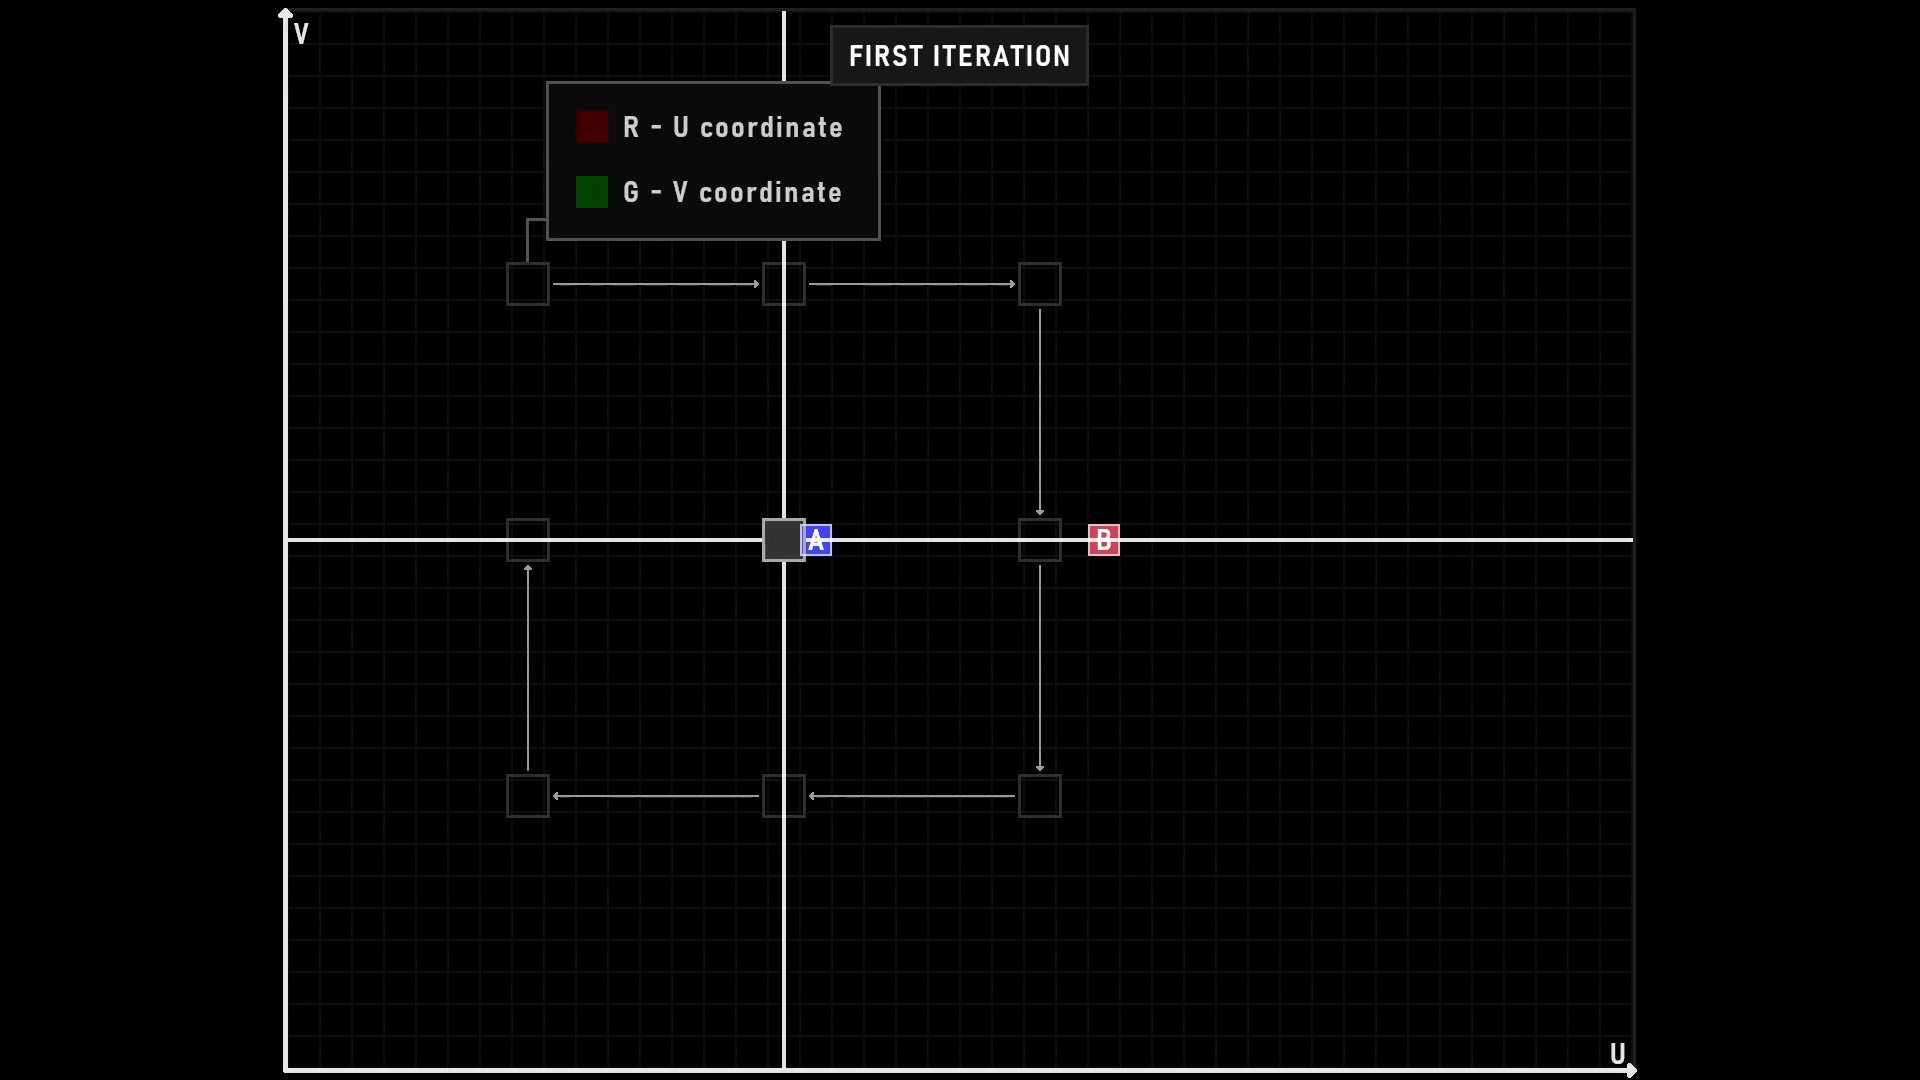 V
FIRST ITERATION
R - U coordinate
G - V coordinate
A
B
U